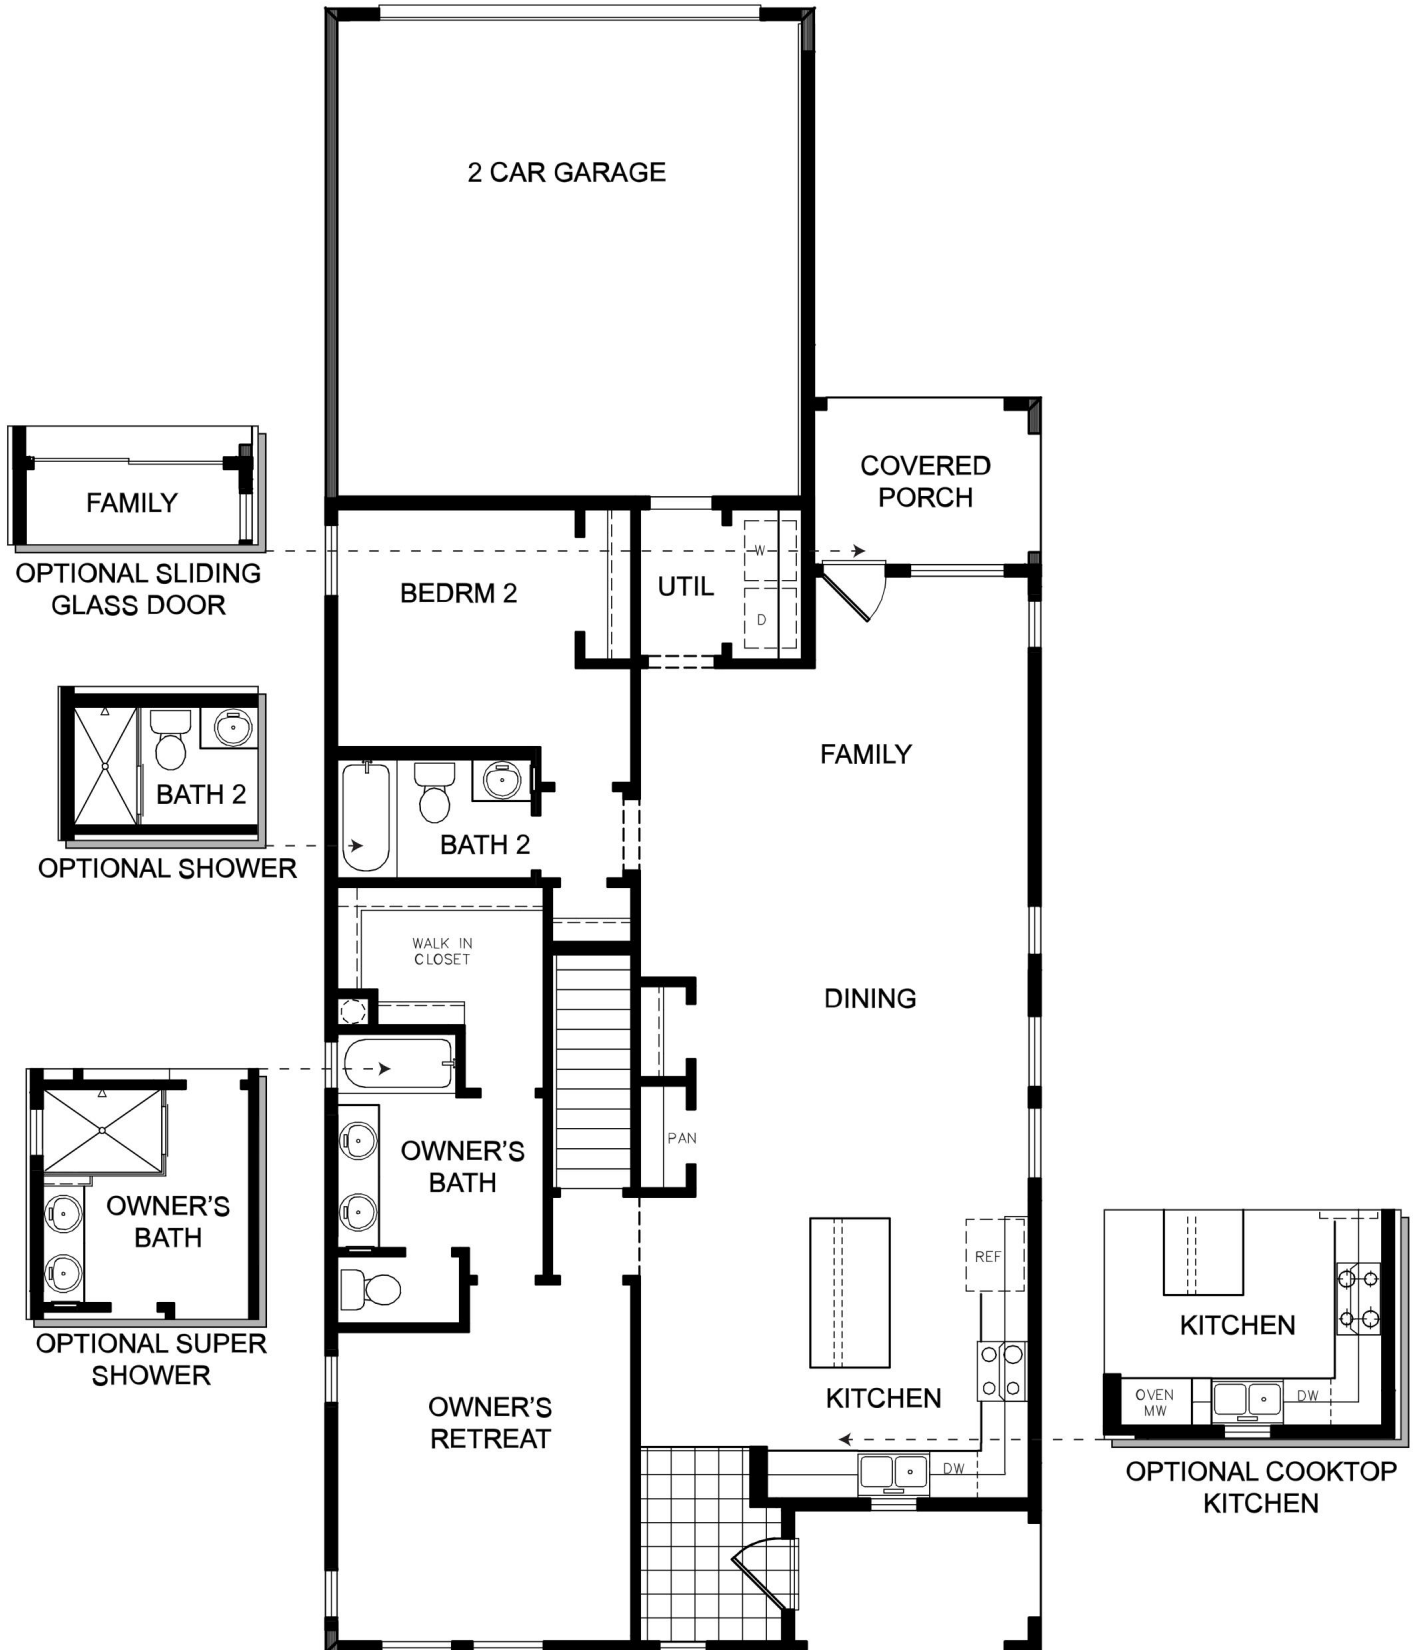 2 CAR GARAGE
COVERED
PORCH
FAMILY
OPTIONAL SLIDING
GLASS DOOR
BEDRM 2
UTIL
W
D
FAMILY
BATH 2
OPTIONAL SHOWER
BATH 2
WALK IN
CLOSET
DINING
PAN
OWNER'S
BATH
OWNER'S
BATH
OPTIONAL SUPER
SHOWER
REF
KITCHEN
OWNER'S
RETREAT
DW
KITCHEN
OVEN
MW
DW
OPTIONAL COOKTOP
KITCHEN